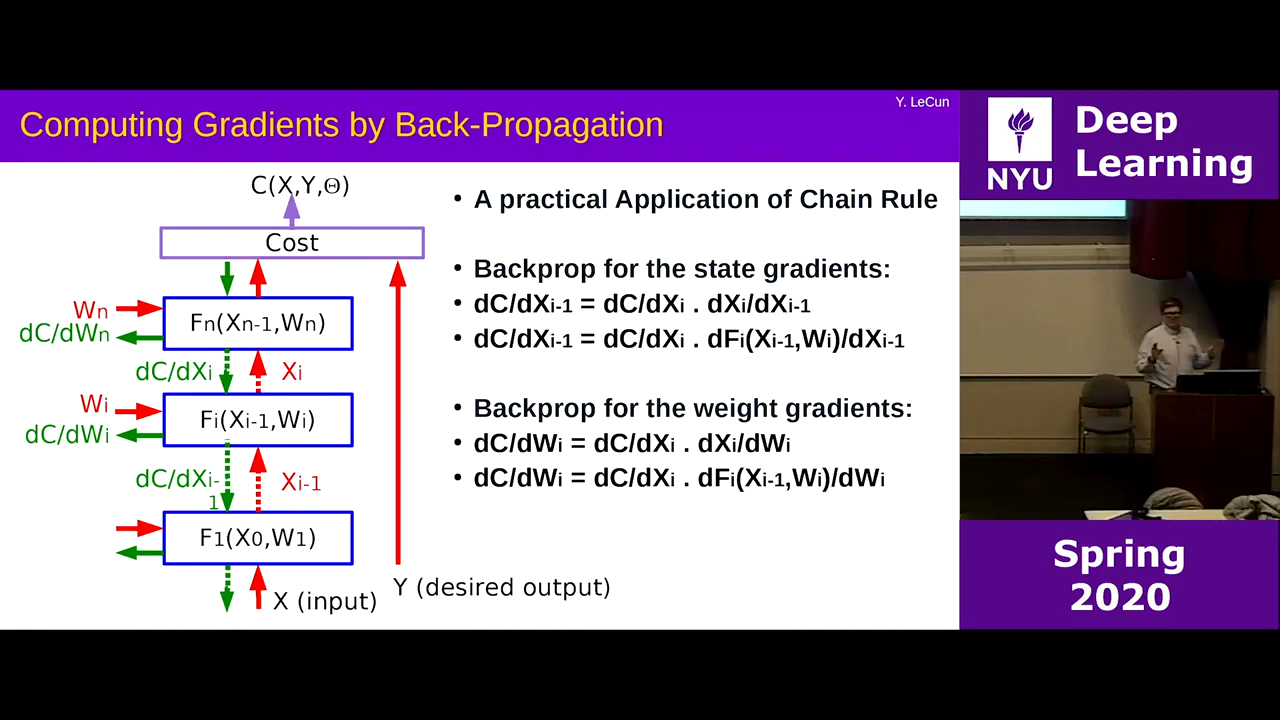 Y. LeCun
Computing Gradients by Back-Propagation
C(X,Y,Θ)
Cost
Wn
dC/dWn
Fn(Xn-1,Wn)
dC/dXi
Xi
Wi
dC/dWi
Fi(Xi-1,Wi)
dC/dXi-
1
Xi-1
F1(X0,W1)
X (input)
Y (desired output)
• A practical Application of Chain Rule
• Backprop for the state gradients:
• dC/dXi-1 = dC/dXi . dXi/dXi-1
• dC/dXi-1 = dC/dXi . dFi(Xi-1,Wi)/dXi-1
• Backprop for the weight gradients:
• dC/dWi = dC/dXi . dXi/dWi
• dC/dWi = dC/dXi . dFi(Xi-1,Wi)/dWi
NYU
Deep
Learning
Spring
2020